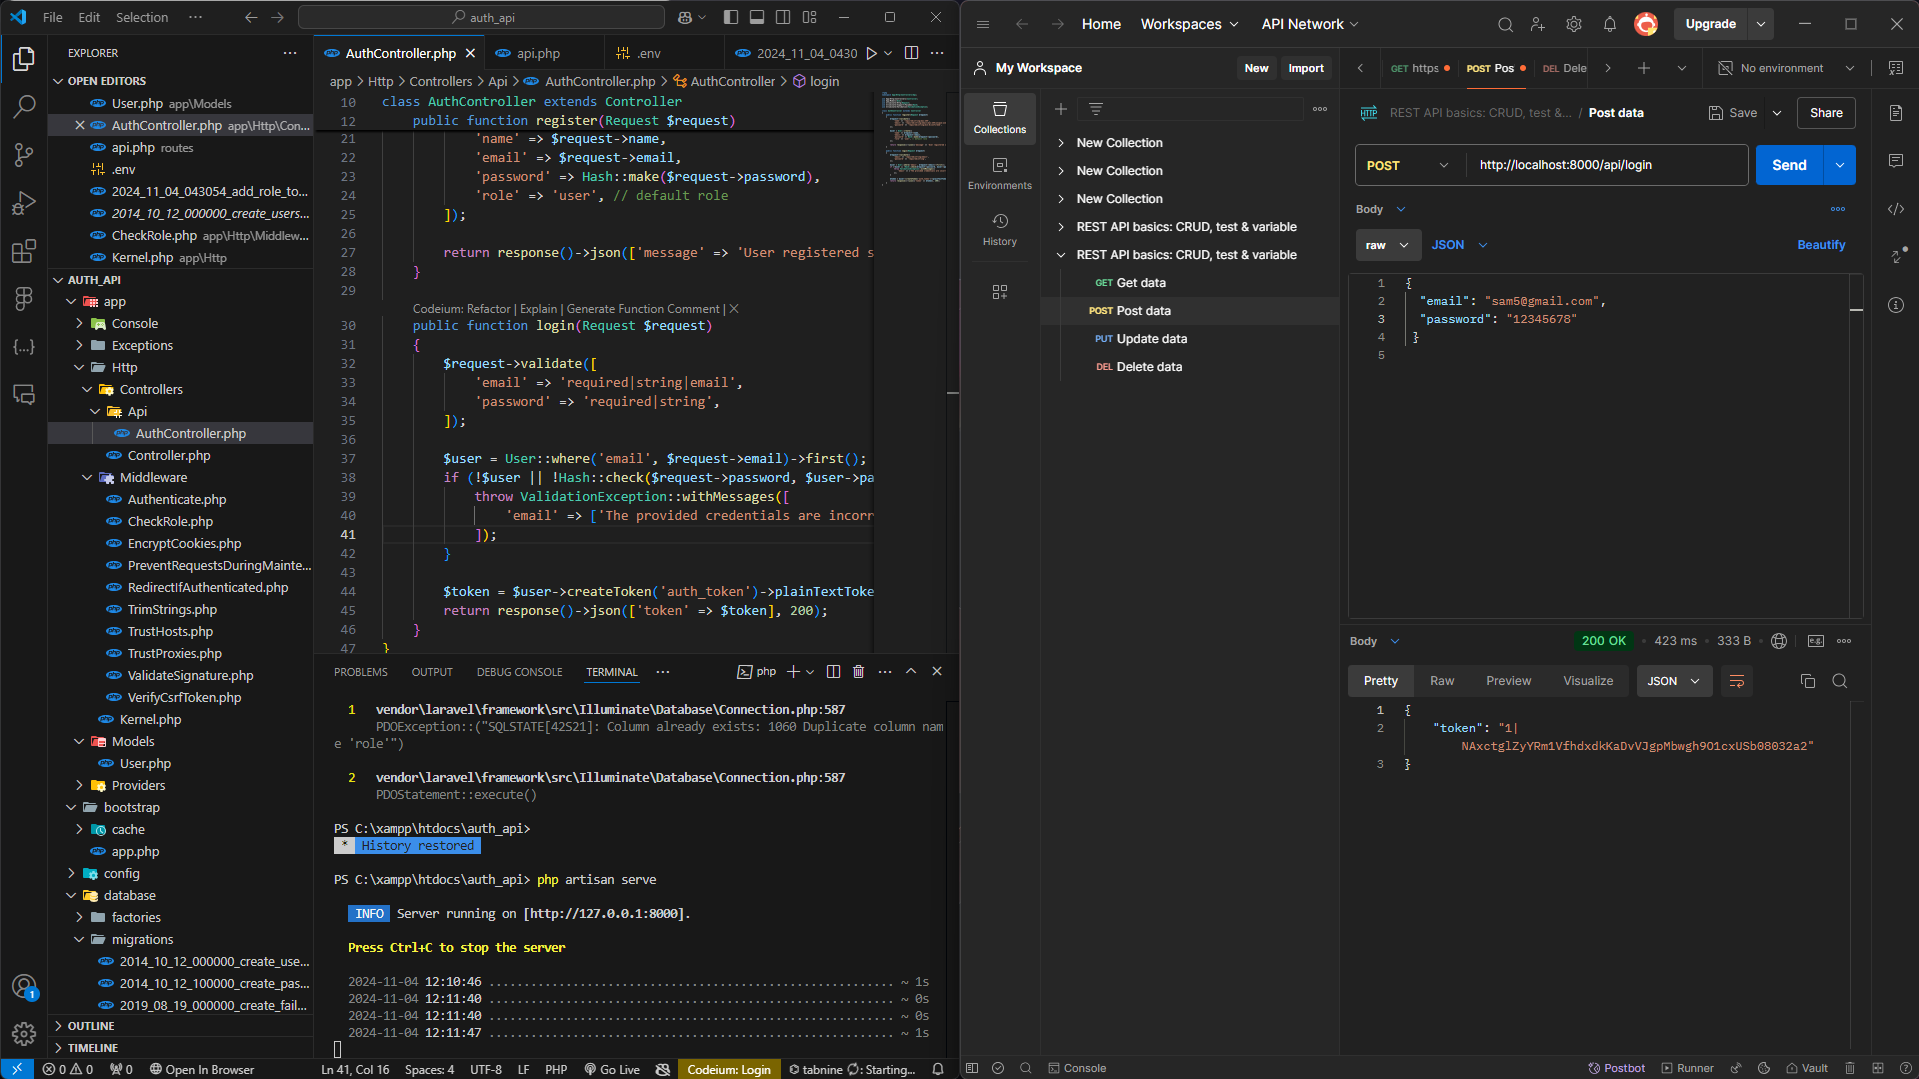 File Edit Selection ··· auth_api
EXPLORER
OPEN EDITORS
User.php app\Models
AuthController.php app\Http\Con...
api.php routes
.env
2024_11_04_043054_add_role_to...
2014_10_12_000000_create_users...
CheckRole.php app\Http\Middlew...
Kernel.php app\Http
AUTH_API
app
Console
Exceptions
Http
Controllers
Api
AuthController.php
Controller.php
Middleware
Authenticate.php
CheckRole.php
EncryptCookies.php
PreventRequestsDuringMainte...
RedirectIfAuthenticated.php
TrimStrings.php
TrustHosts.php
TrustProxies.php
ValidateSignature.php
VerifyCsrfToken.php
Kernel.php
Models
User.php
Providers
bootstrap
cache
app.php
config
database
factories
migrations
2014_10_12_000000_create_use...
2014_10_12_100000_create_pas...
2019_08_19_000000_create_fail...
OUTLINE
TIMELINE
1
AuthController.php api.php .env 2024_11_04_0430
app > Http > Controllers > Api > AuthController.php > AuthController > login
10 class AuthController extends Controller
12 public function register(Request $request)
21 'name' => $request->name,
22 'email' => $request->email,
23 'password' => Hash::make($request->password),
24 'role' => 'user', // default role
25 ]);
26
27 return response()->json(['message' => 'User registered s
28 }
29
Codeium: Refactor | Explain | Generate Function Comment | X
30 public function login(Request $request)
31 {
32 $request->validate([
33 'email' => 'required|string|email',
34 'password' => 'required|string',
35 ]);
36
37 $user = User::where('email', $request->email)->first();
38 if (!$user || !Hash::check($request->password, $user->pa
39 throw ValidationException::withMessages([
40 'email' => ['The provided credentials are incorr
41 ]);
42 }
43
44 $token = $user->createToken('auth_token')->plainTextToke
45 return response()->json(['token' => $token], 200);
46 }
47 }
PROBLEMS OUTPUT DEBUG CONSOLE TERMINAL ··· php
1 vendor\laravel\framework\src\Illuminate\Database\Connection.php:587
PDOException::("SQLSTATE[42S21]: Column already exists: 1060 Duplicate column nam
e 'role'")
2 vendor\laravel\framework\src\Illuminate\Database\Connection.php:587
PDOStatement::execute()
PS C:\xampp\htdocs\auth_api>
* History restored
PS C:\xampp\htdocs\auth_api> php artisan serve
INFO Server running on [http://127.0.0.1:8000].
Press Ctrl+C to stop the server
2024-11-04 12:10:46 ........................................................... ~ 1s
2024-11-04 12:11:40 ........................................................... ~ 0s
2024-11-04 12:11:40 ........................................................... ~ 0s
2024-11-04 12:11:47 ........................................................... ~ 1s
0 0 0 Open In Browser Ln 41, Col 16 Spaces: 4 UTF-8 LF PHP Go Live Codeium: Login tabnine Starting...
Home Workspaces API Network Upgrade
My Workspace New Import
GET https POST Pos DEL Dele No environment
Collections
Environments
History
New Collection
New Collection
New Collection
REST API basics: CRUD, test & variable
REST API basics: CRUD, test & variable
GET Get data
POST Post data
PUT Update data
DEL Delete data
HTTP REST API basics: CRUD, test &... / Post data Save Share
POST http://localhost:8000/api/login Send
Body
raw JSON Beautify
1 {
2 "email": "sam5@gmail.com",
3 "password": "12345678"
4 }
5
Body 200 OK 423 ms 333 B e.g.
Pretty Raw Preview Visualize JSON
1 {
2 "token": "1|
NAxctglZyYRm1VfhdxdkKaDvVJgpMbwgh9O1cxUSb08032a2"
3 }
Console Postbot Runner Vault